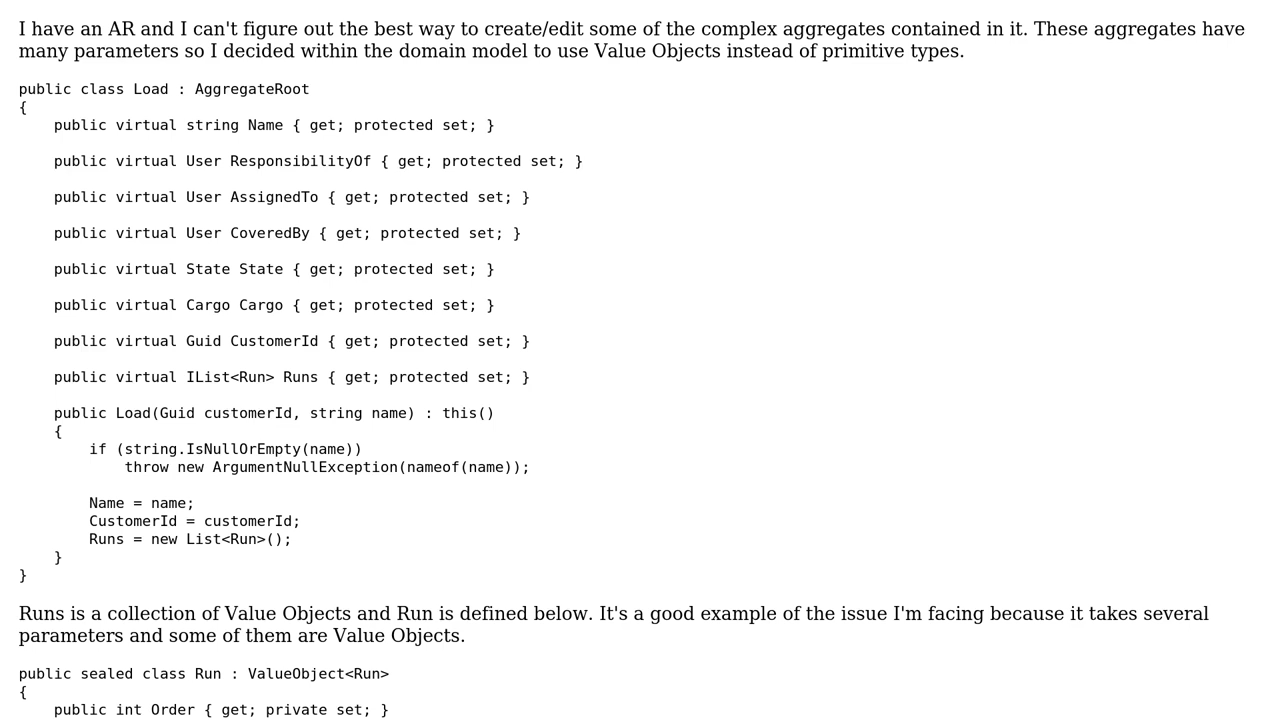 I have an AR and I can't figure out the best way to create/edit some of the complex aggregates contained in it. These aggregates have
many parameters so I decided within the domain model to use Value Objects instead of primitive types.
public class Load : AggregateRoot
{
    public virtual string Name { get; protected set; }
    public virtual User ResponsibilityOf { get; protected set; }
    public virtual User AssignedTo { get; protected set; }
    public virtual User CoveredBy { get; protected set; }
    public virtual State State { get; protected set; }
    public virtual Cargo Cargo { get; protected set; }
    public virtual Guid CustomerId { get; protected set; }
    public virtual IList<Run> Runs { get; protected set; }
    public Load(Guid customerId, string name) : this()
    {
        if (string.IsNullOrEmpty(name))
            throw new ArgumentNullException(nameof(name));
        Name = name;
        CustomerId = customerId;
        Runs = new List<Run>();
    }
}
Runs is a collection of Value Objects and Run is defined below. It's a good example of the issue I'm facing because it takes several
parameters and some of them are Value Objects.
public sealed class Run : ValueObject<Run>
{
    public int Order { get; private set; }